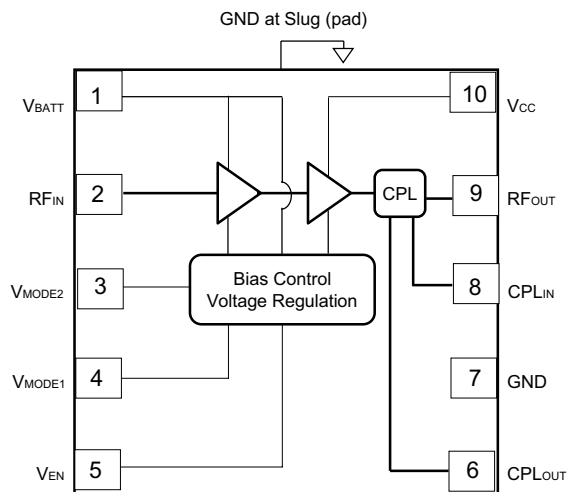 GND at Slug (pad)
1
VBATT
10
VCC
2
RFIN
CPL
9
RFOUT
3
VMODE2
Bias Control
Voltage Regulation
8
CPLIN
4
VMODE1
7
GND
5
VEN
6
CPLOUT